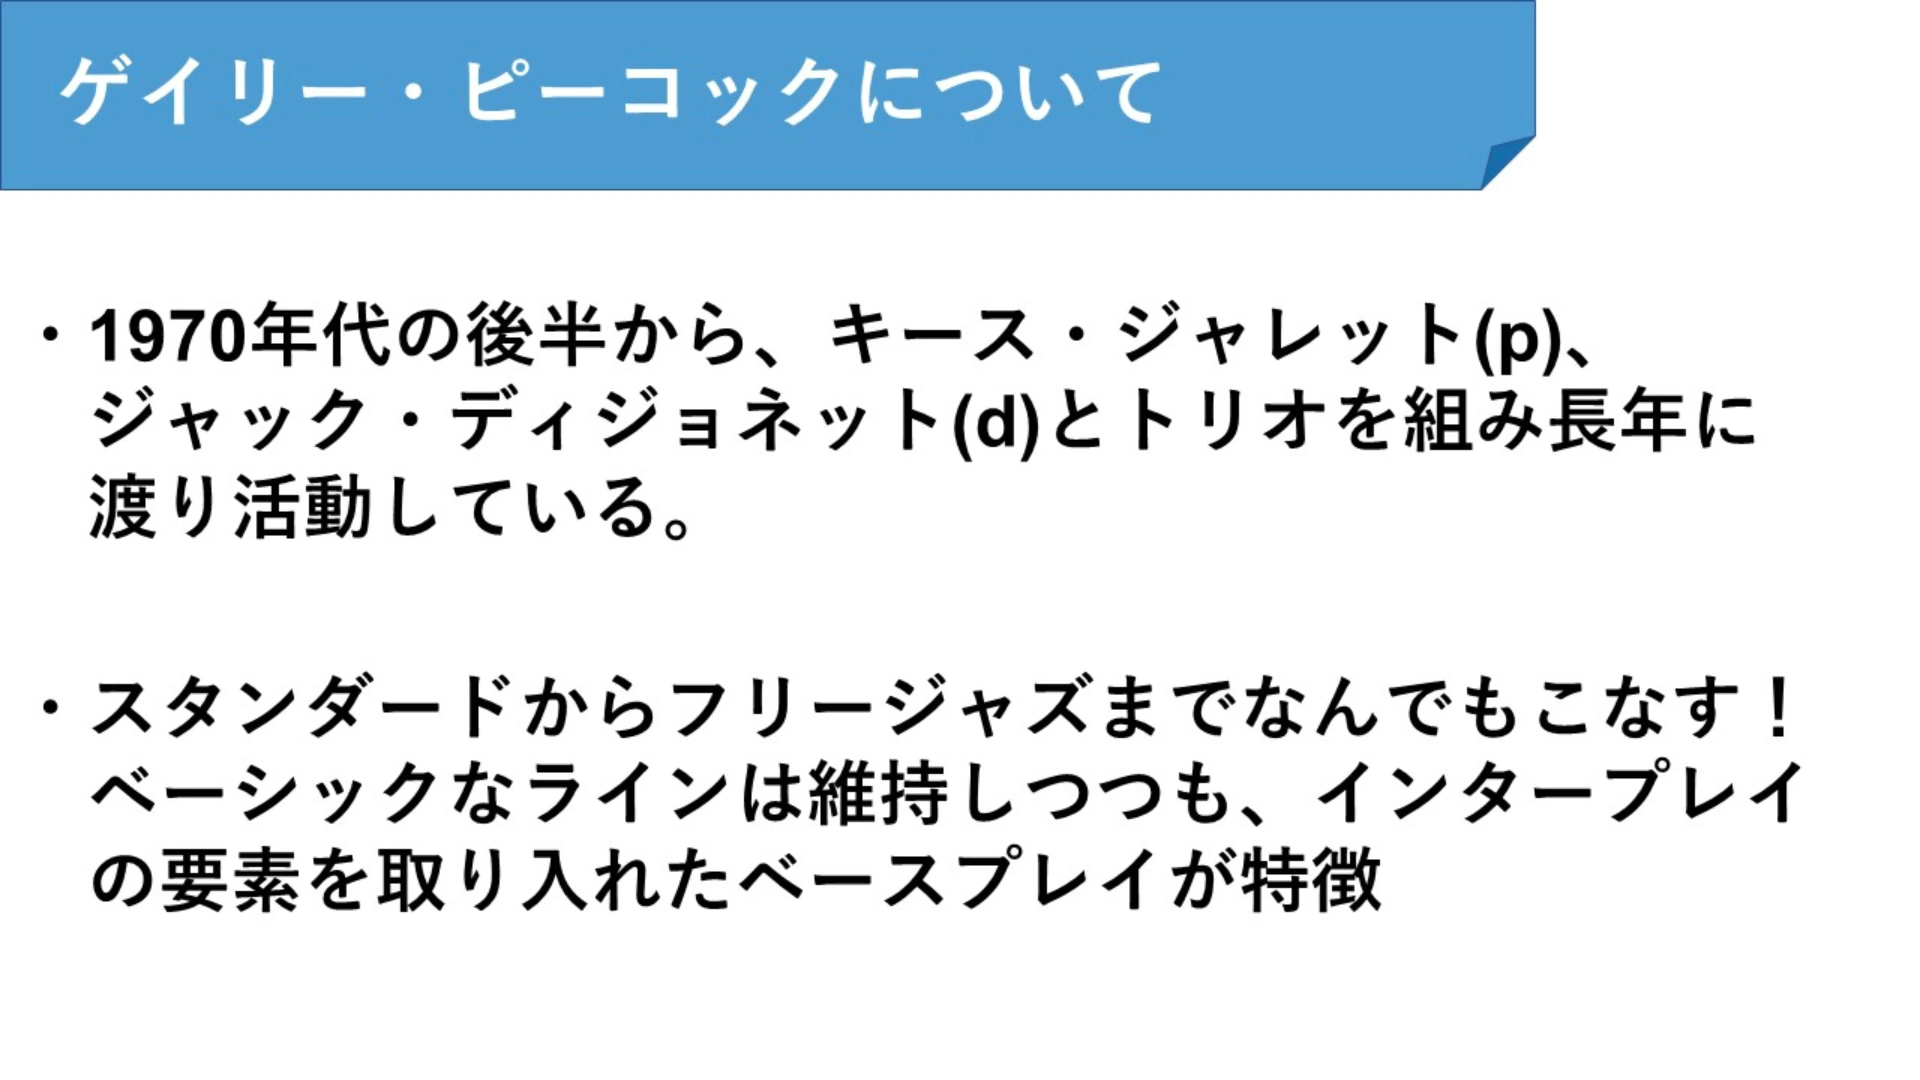 ゲイリー・ピーコックについて
・1970年代の後半から、キース・ジャレット(p)、
ジャック・ディジョネット(d)とトリオを組み長年に
渡り活動している。
・スタンダードからフリージャズまでなんでもこなす！
ベーシックなラインは維持しつつも、インタープレイ
の要素を取り入れたベースプレイが特徴